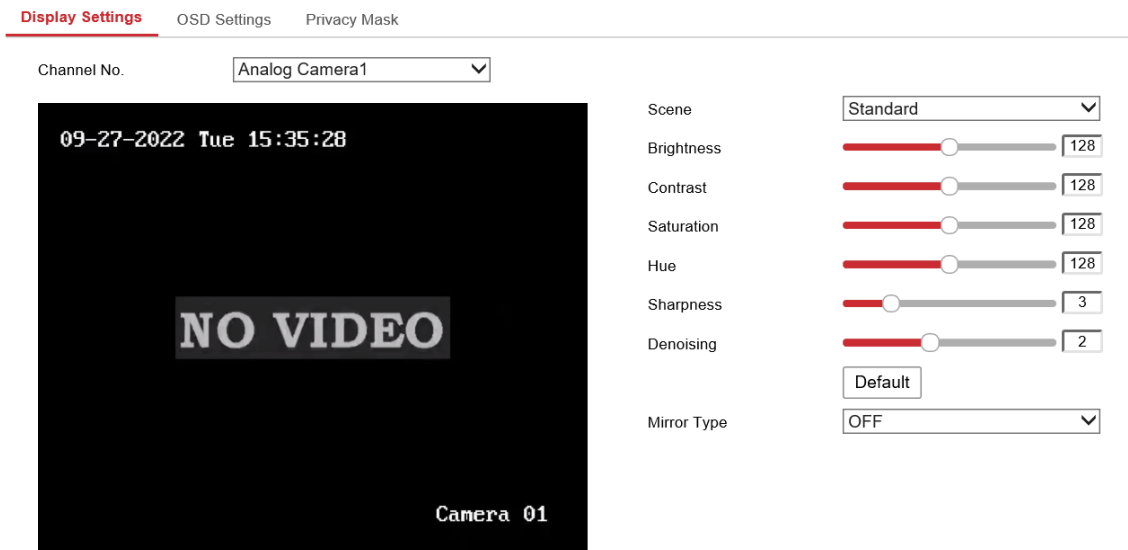 Display Settings OSD Settings Privacy Mask
Channel No. Analog Camera1
09-27-2022 Tue 15:35:28
NO VIDEO
Camera 01
Scene Standard
Brightness 128
Contrast 128
Saturation 128
Hue 128
Sharpness 3
Denoising 2
Default
Mirror Type OFF